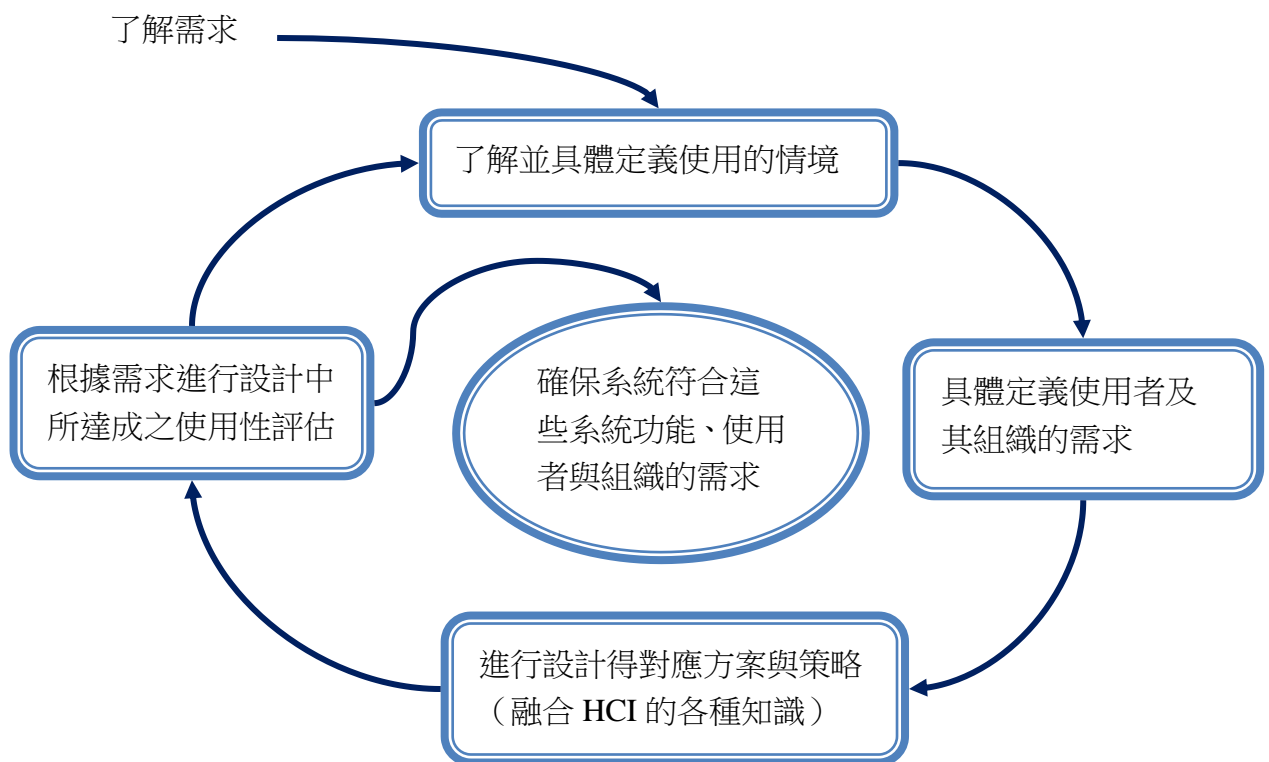 了解需求
了解並具體定義使用的情境
根據需求進行設計中
所達成之使用性評估
確保系統符合這
些系統功能、使用
者與組織的需求
具體定義使用者及
其組織的需求
進行設計得對應方案與策略
（融合 HCI 的各種知識）